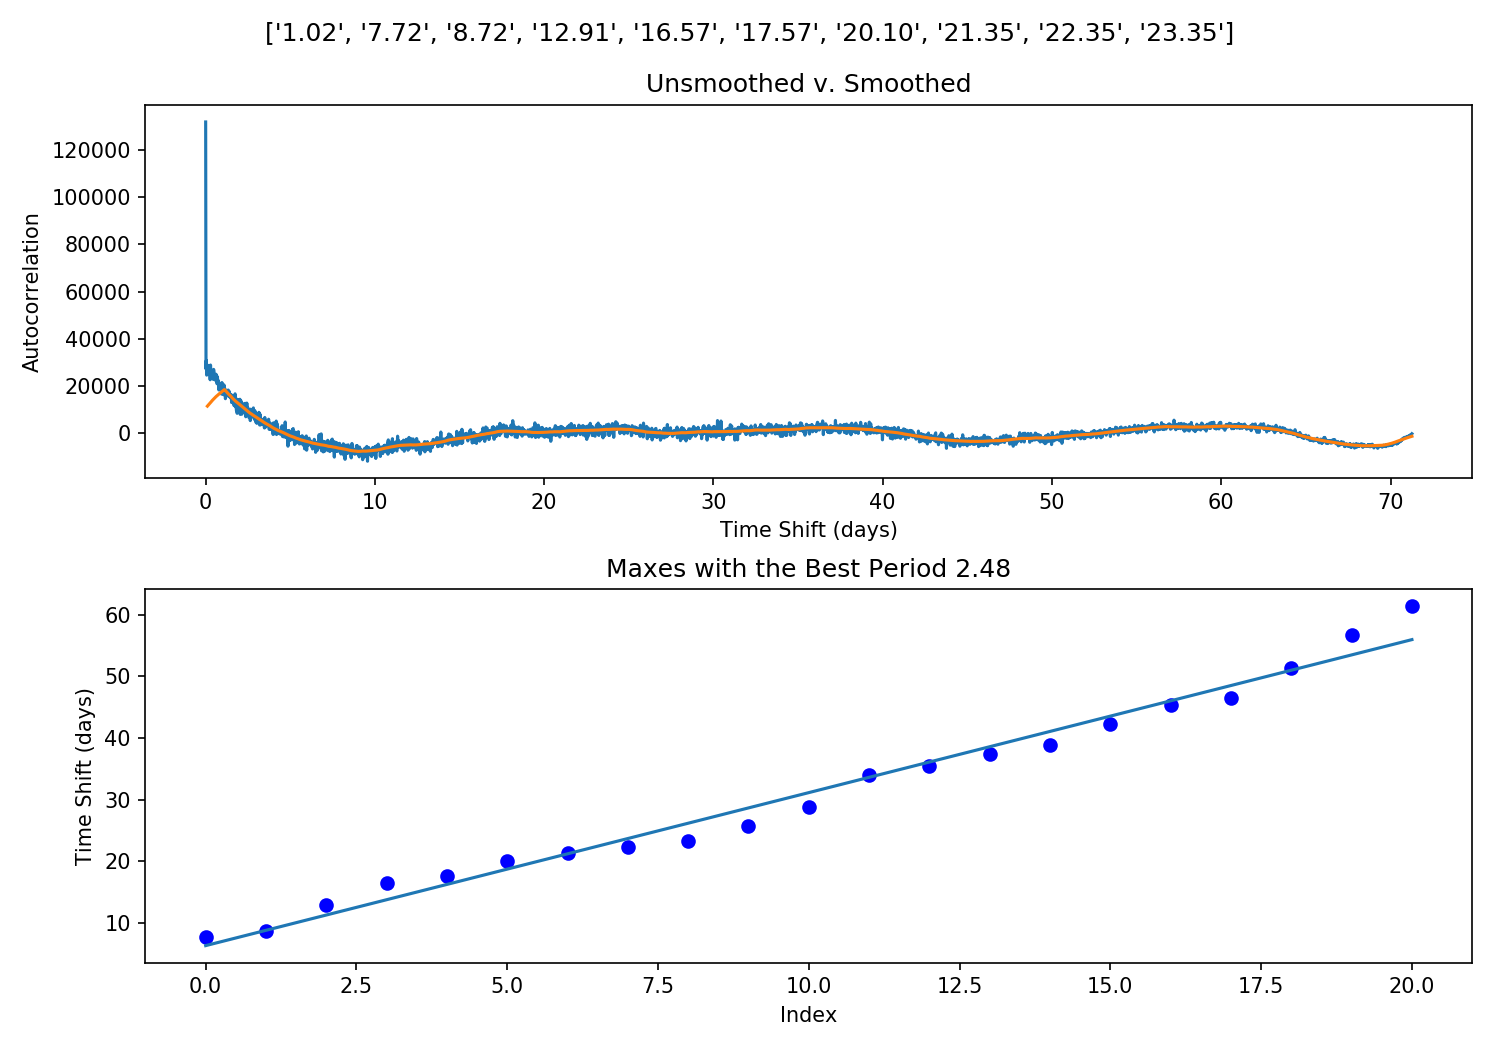 ['1.02', '7.72', '8.72', '12.91', '16.57', '17.57', '20.10', '21.35', '22.35', '23.35']
Unsmoothed v. Smoothed
Autocorrelation
120000
100000
80000
60000
40000
20000
0
0 10 20 30 40 50 60 70
Time Shift (days)
Maxes with the Best Period 2.48
Time Shift (days)
60
50
40
30
20
10
0.0 2.5 5.0 7.5 10.0 12.5 15.0 17.5 20.0
Index